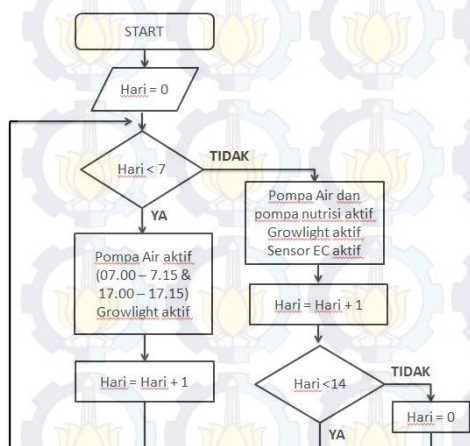 START
Hari = 0
Hari < 7
TIDAK
YA
Pompa Air aktif
(07.00 – 7.15 &
17.00 – 17.15)
Growlight aktif
Hari = Hari + 1
Pompa Air dan
pompa nutrisi aktif
Growlight aktif
Sensor EC aktif
Hari = Hari + 1
Hari <14
TIDAK
YA
Hari = 0